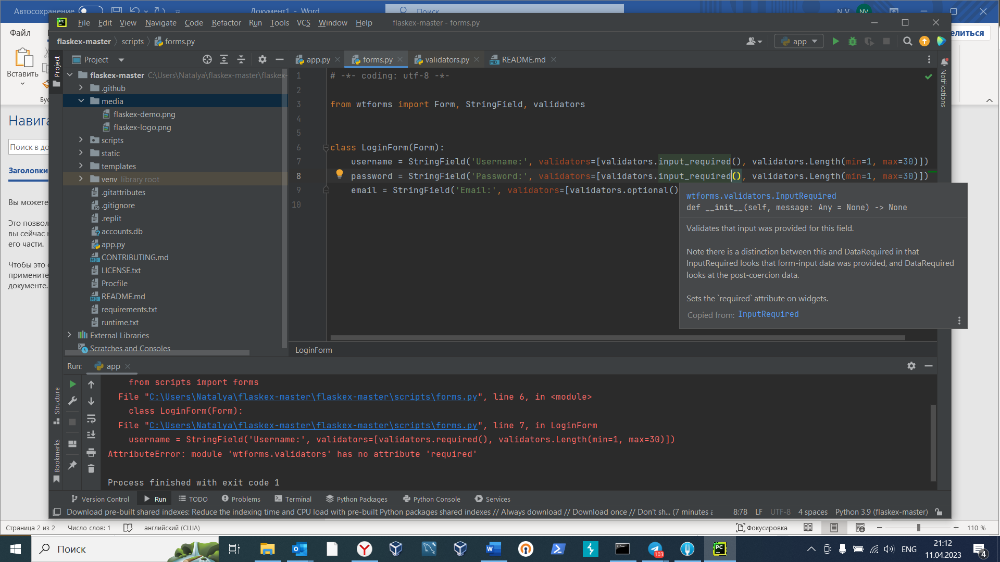 Автосохранение
Документ1 - Word
Поиск
N V
NV
File Edit View Navigate Code Refactor Run Tools VCS Window Help
flaskex-master - forms.py
Файл
елиться
flaskex-master scripts forms.py
app
Project
app.py forms.py validators.py README.md
Вставить
Project
flaskex-master C:\Users\Natalya\flaskex-master\flaskex-
.github
media
flaskex-demo.png
flaskex-logo.png
scripts
static
templates
venv library root
.gitattributes
.gitignore
.replit
accounts.db
app.py
CONTRIBUTING.md
LICENSE.txt
Procfile
README.md
requirements.txt
runtime.txt
External Libraries
Scratches and Consoles
Бус
Навига
Поиск в до
Заголовки
Вы можете
Это позвол
вы сейчас
его части.
Чтобы это
примените
документе.
1 # -*- coding: utf-8 -*-
2
3 from wtforms import Form, StringField, validators
4
5
6 class LoginForm(Form):
7 username = StringField('Username:', validators=[validators.input_required(), validators.Length(min=1, max=30)])
8 password = StringField('Password:', validators=[validators.input_required(), validators.Length(min=1, max=30)])
9 email = StringField('Email:', validators=[validators.optional()
10
wtforms.validators.InputRequired
def __init__(self, message: Any = None) -> None
Validates that input was provided for this field.
Note there is a distinction between this and DataRequired in that
InputRequired looks that form-input data was provided, and DataRequired
looks at the post-coercion data.
Sets the `required` attribute on widgets.
Copied from: InputRequired
Notifications
LoginForm
Run: app
Structure
Bookmarks
from scripts import forms
File "C:\Users\Natalya\flaskex-master\flaskex-master\scripts\forms.py", line 6, in <module>
class LoginForm(Form):
File "C:\Users\Natalya\flaskex-master\flaskex-master\scripts\forms.py", line 7, in LoginForm
username = StringField('Username:', validators=[validators.required(), validators.Length(min=1, max=30)])
AttributeError: module 'wtforms.validators' has no attribute 'required'
Process finished with exit code 1
Version Control Run TODO Problems Terminal Python Packages Python Console Services
Download pre-built shared indexes: Reduce the indexing time and CPU load with pre-built Python packages shared indexes // Always download // Download once // Don't sh... (7 minutes a
8:78 LF UTF-8 4 spaces Python 3.9 (flaskex-master)
Страница 2 из 2 Число слов: 1 английский (США)
Фокусировка
110 %
Поиск
103
PC
ENG
21:12
11.04.2023
4